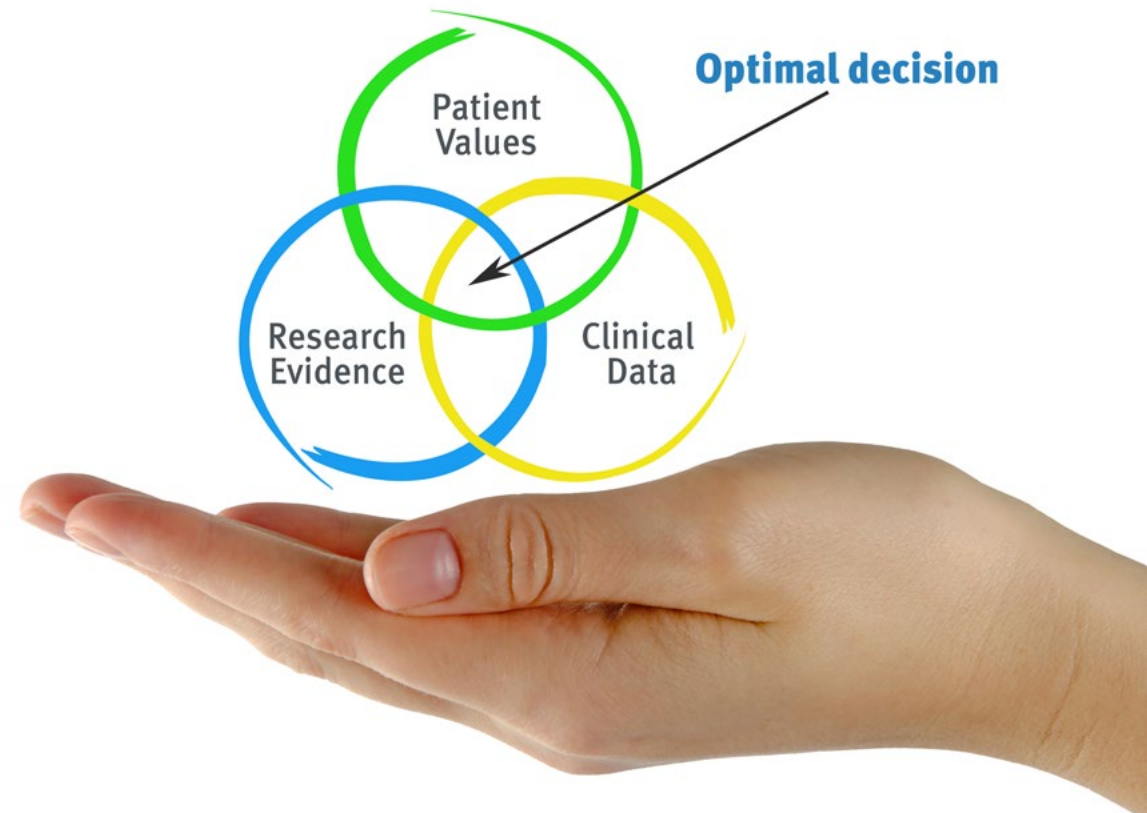 Optimal decision
Patient
Values
Research
Evidence
Clinical
Data